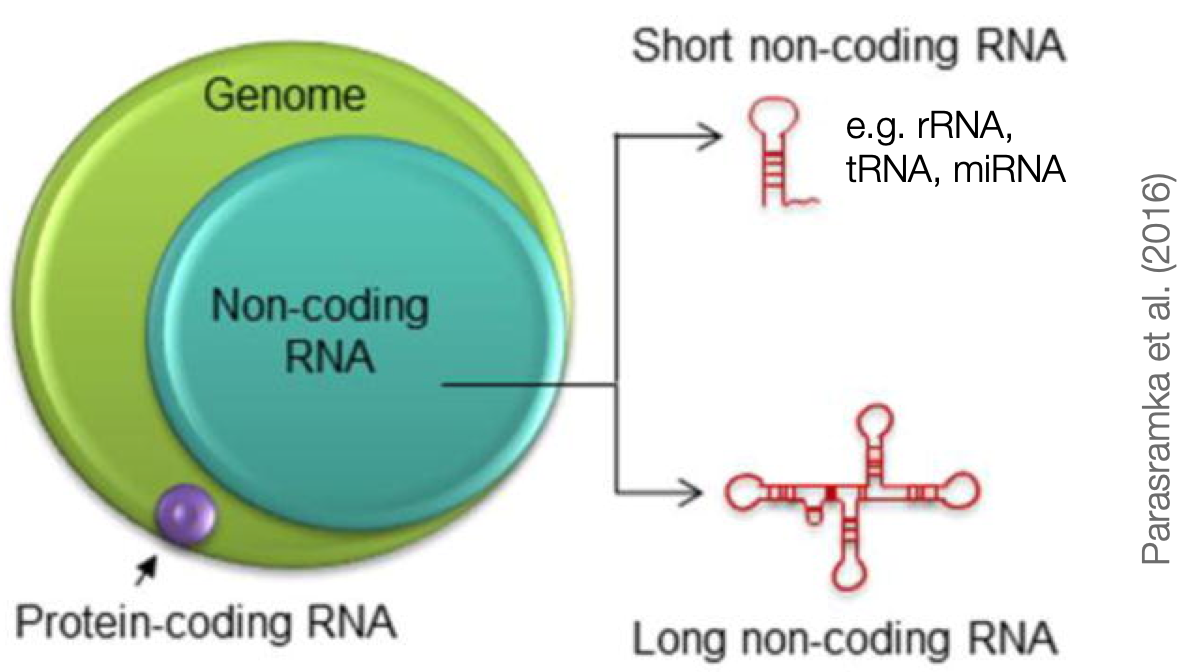 Genome
Non-coding
RNA
Protein-coding RNA
Short non-coding RNA
e.g. rRNA,
tRNA, miRNA
Long non-coding RNA
Parasramka et al. (2016)